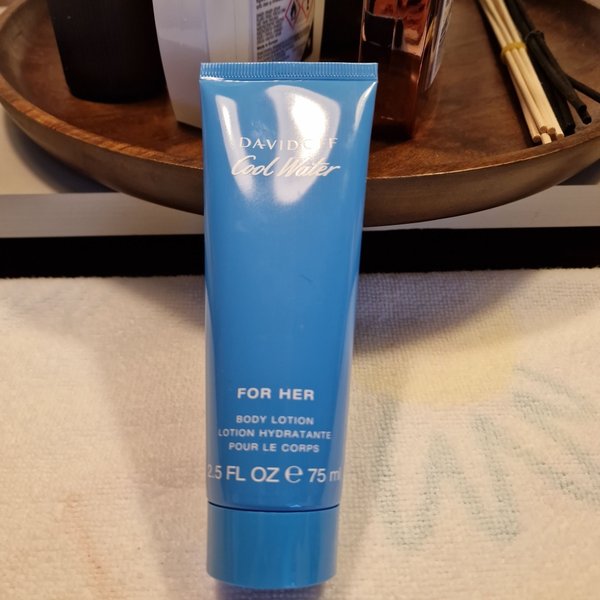 DAVIDOFF
Cool Water
FOR HER
BODY LOTION
LOTION HYDRATANTE
POUR LE CORPS
2.5 FL OZ ℮ 75 ml